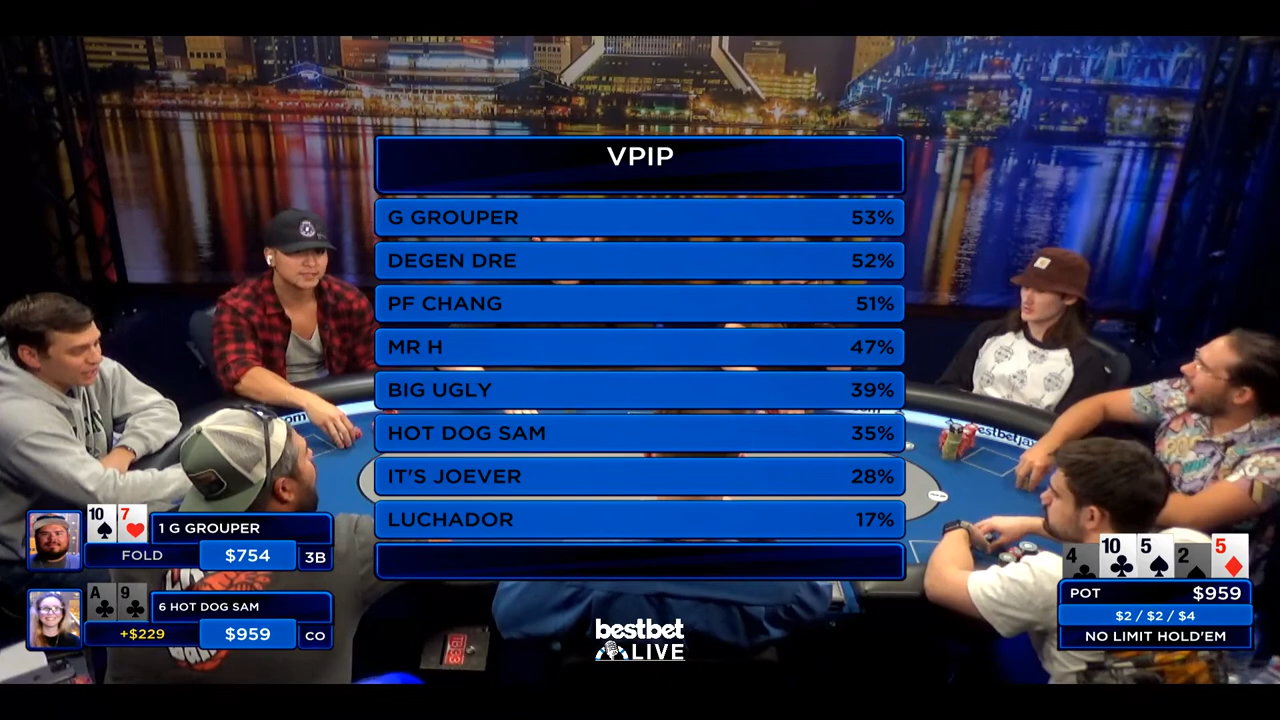 VPIP
G GROUPER 53%
DEGEN DRE 52%
PF CHANG 51%
MR H 47%
BIG UGLY 39%
HOT DOG SAM 35%
IT'S JOEVER 28%
LUCHADOR 17%
10 7 1 G GROUPER
FOLD $754 3B
A 9 6 HOT DOG SAM
+$229 $959 CO
4 10 5 2 5
POT $959
$2 / $2 / $4
NO LIMIT HOLD'EM
bestbet
LIVE